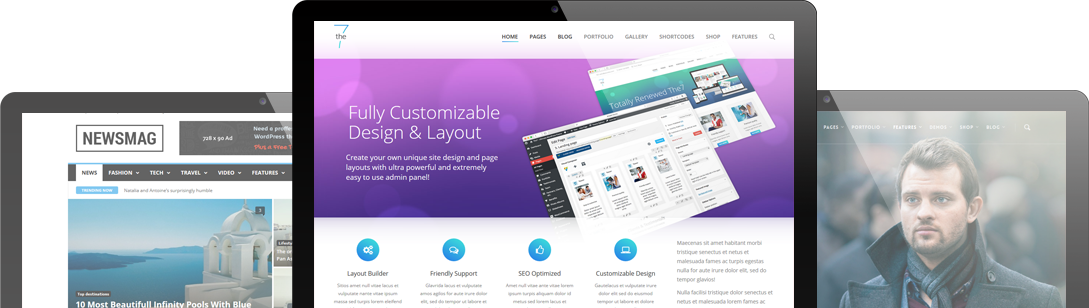 the
7
HOME PAGES BLOG PORTFOLIO GALLERY SHORTCODES SHOP FEATURES
Fully Customizable
Design & Layout
Create your own unique site design and page
layouts with ultra powerful and extremely
easy to use admin panel!
Totally Renewed The7
Layout Builder
Friendly Support
SEO Optimized
Customizable Design
Maecenas sit amet habitant morbi
tristique senectus et netus et
malesuada fames ac turpis egestas
nulla for aute irure dolor elit, sed do
tempor glavios!
Nulla facilisi tristique dolor senectus
et netus et malesuada fames ac
NEWSMAG
728 x 90 Ad
WordPress
NEWS FASHION TECH TRAVEL VIDEO FEATURES
TRENDING NOW
Natalia and Antoine's surprisingly humble
3
Top destinations
10 Most Beautifull Infinity Pools With Blue
PAGES PORTFOLIO FEATURES DEMOS SHOP BLOG